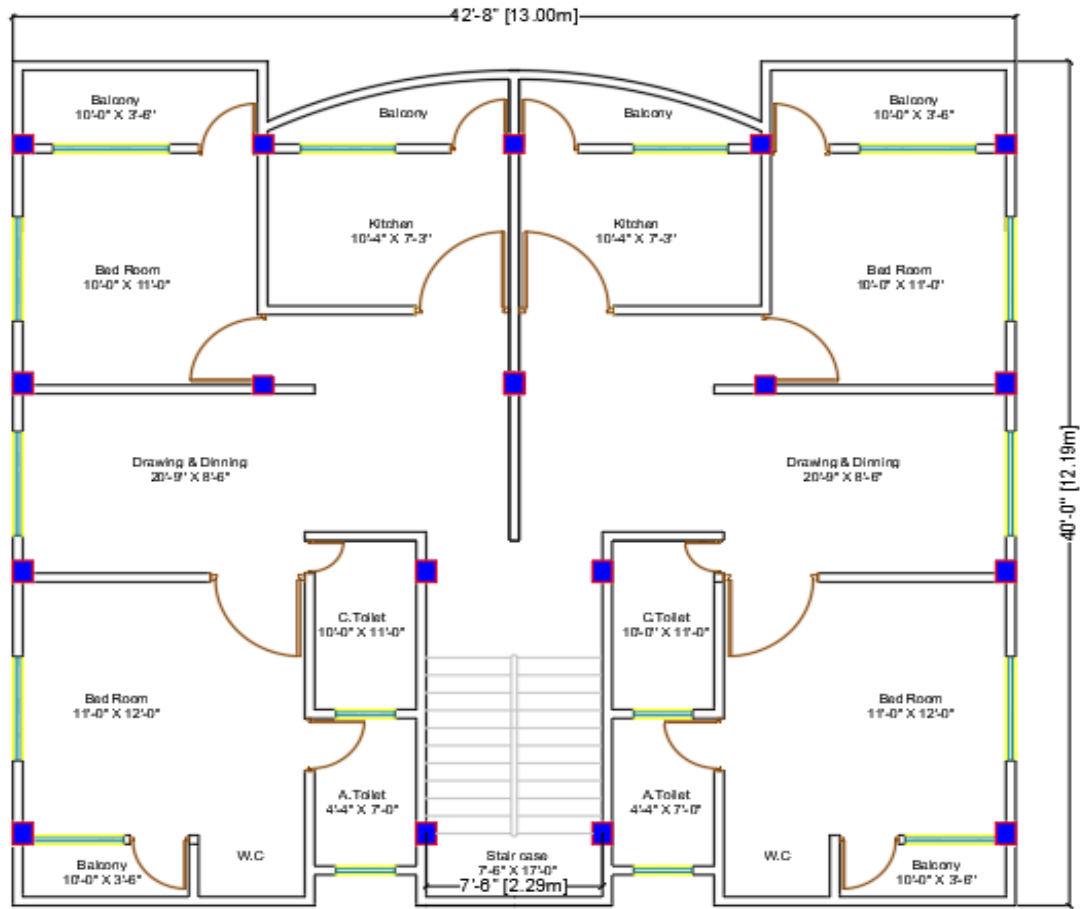 42'-8" [13.00m]
Balcony
10'-0" X 3'-6"
Balcony
Balcony
Balcony
10'-0" X 3'-6"
Kitchen
10'-4" X 7'-3"
Kitchen
10'-4" X 7'-3"
Bed Room
10'-0" X 11'-0"
Bed Room
10'-0" X 11'-0"
Drawing & Dinning
20'-9" X 8'-6"
Drawing & Dinning
20'-9" X 8'-6"
40'-0" [12.19m]
C.Toilet
10'-0" X 11'-0"
C.Toilet
10'-0" X 11'-0"
Bed Room
11'-0" X 12'-0"
Bed Room
11'-0" X 12'-0"
A.Toilet
4'-4" X 7'-0"
A.Toilet
4'-4" X 7'-0"
Balcony
10'-0" X 3'-6"
W.C
Stair case
7'-6" X 17'-0"
7'-6" [2.29m]
W.C
Balcony
10'-0" X 3'-6"